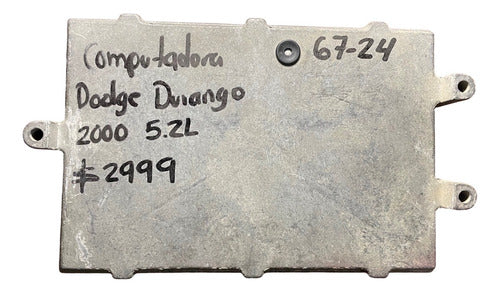 Computadora 67-24
Dodge Durango
2000 5.2L
$2999